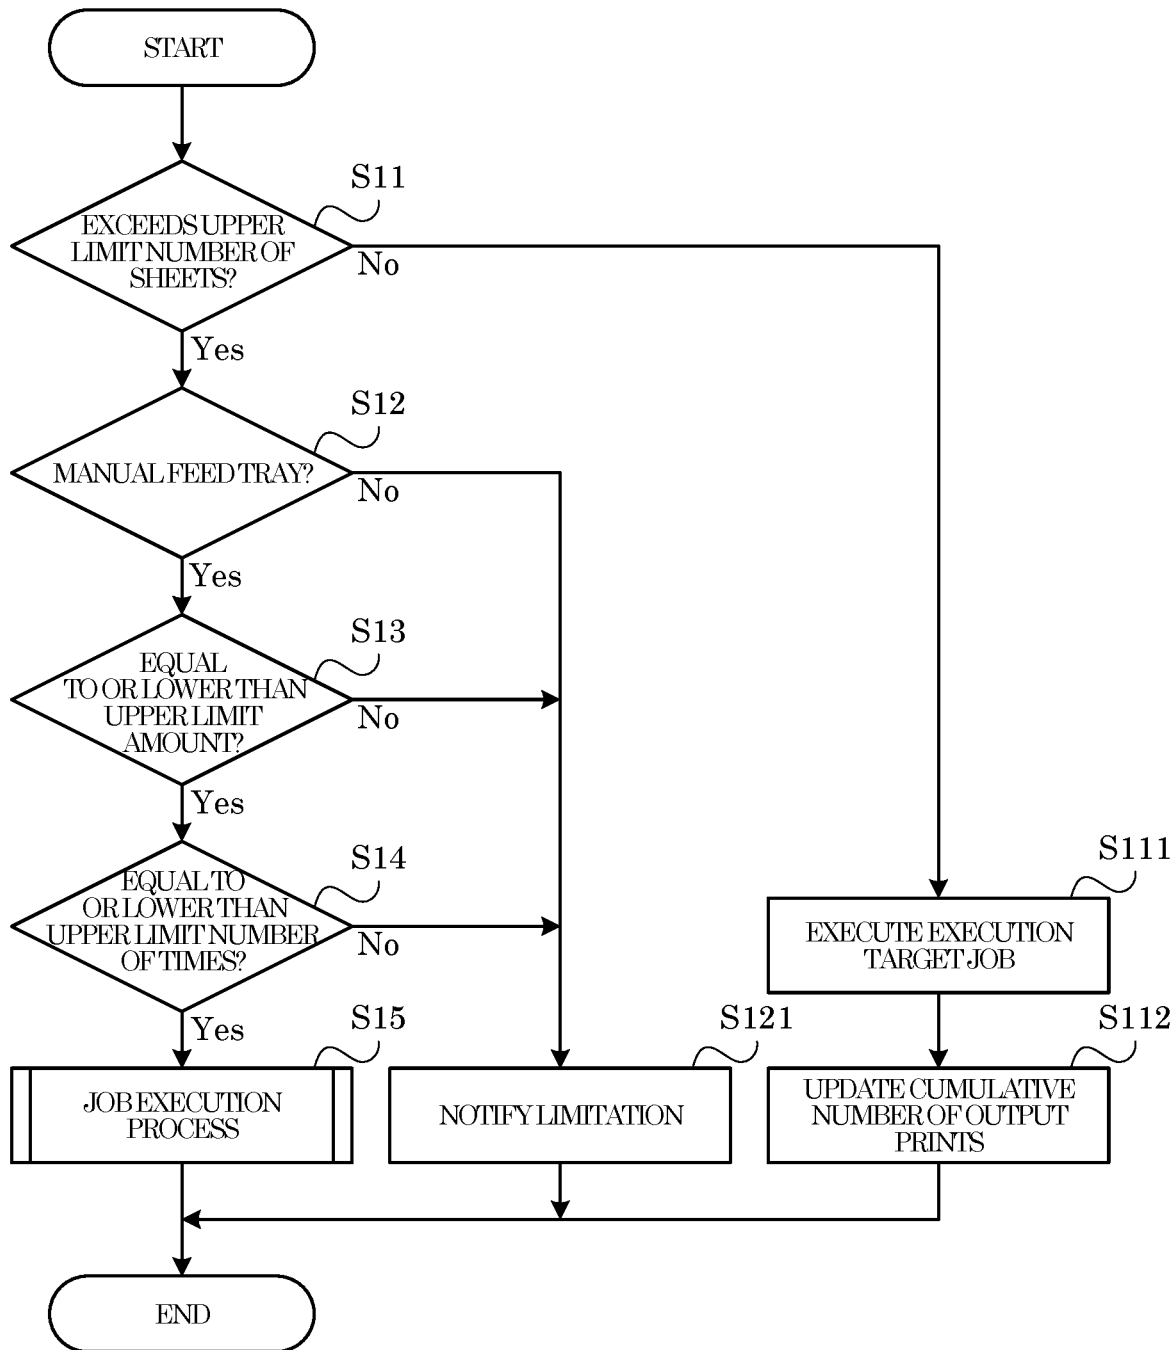 START
S11
EXCEEDS UPPER
LIMIT NUMBER OF
SHEETS?
No
Yes
S12
MANUAL FEED TRAY?
No
Yes
S13
EQUAL
TO OR LOWER THAN
UPPER LIMIT
AMOUNT?
No
Yes
S14
EQUAL TO
OR LOWER THAN
UPPER LIMIT NUMBER
OF TIMES?
No
Yes
S111
EXECUTE EXECUTION
TARGET JOB
S15
JOB EXECUTION
PROCESS
S121
NOTIFY LIMITATION
S112
UPDATE CUMULATIVE
NUMBER OF OUTPUT
PRINTS
END